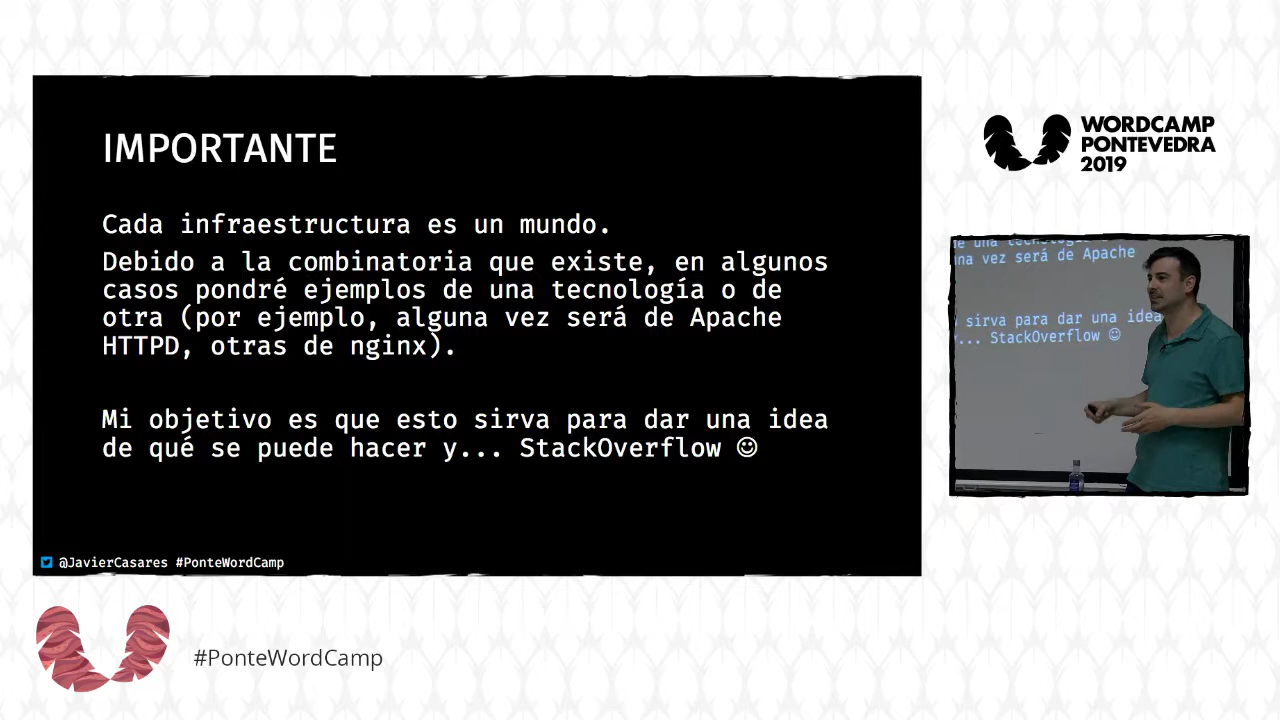 IMPORTANTE
Cada infraestructura es un mundo.
Debido a la combinatoria que existe, en algunos
casos pondré ejemplos de una tecnología o de
otra (por ejemplo, alguna vez será de Apache
HTTPD, otras de nginx).
Mi objetivo es que esto sirva para dar una idea
de qué se puede hacer y... StackOverflow ☺
@JavierCasares #PonteWordCamp
WORDCAMP
PONTEVEDRA
2019
una vez será de Apache
sirva para dar una idea
... StackOverflow ☺
#PonteWordCamp